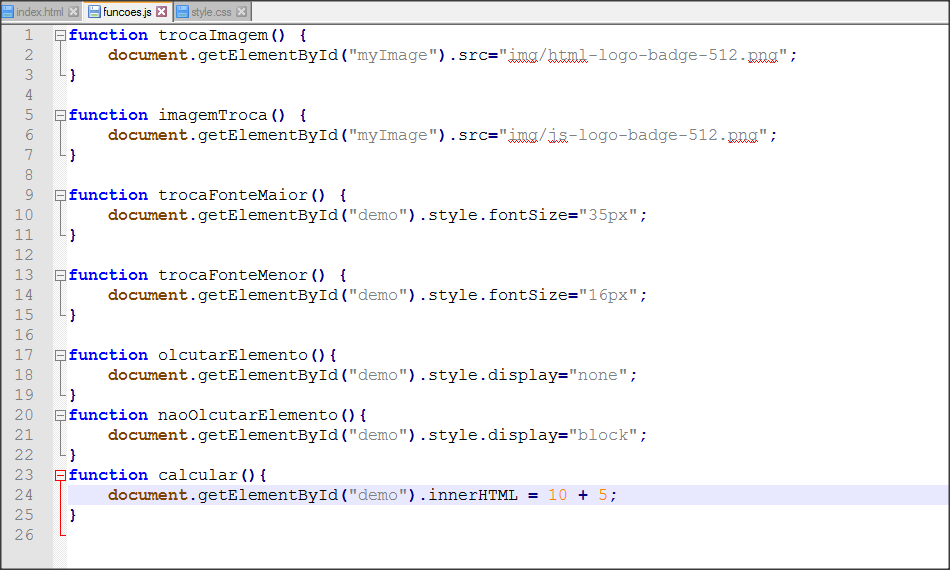 index.html funcoes.js style.css
1 function trocaImagem() {
2     document.getElementById("myImage").src="img/html-logo-badge-512.png";
3 }
4
5 function imagemTroca() {
6     document.getElementById("myImage").src="img/js-logo-badge-512.png";
7 }
8
9 function trocaFonteMaior() {
10     document.getElementById("demo").style.fontSize="35px";
11 }
12
13 function trocaFonteMenor() {
14     document.getElementById("demo").style.fontSize="16px";
15 }
16
17 function olcutarElemento(){
18     document.getElementById("demo").style.display="none";
19 }
20 function naoOlcutarElemento(){
21     document.getElementById("demo").style.display="block";
22 }
23 function calcular(){
24     document.getElementById("demo").innerHTML = 10 + 5;
25 }
26